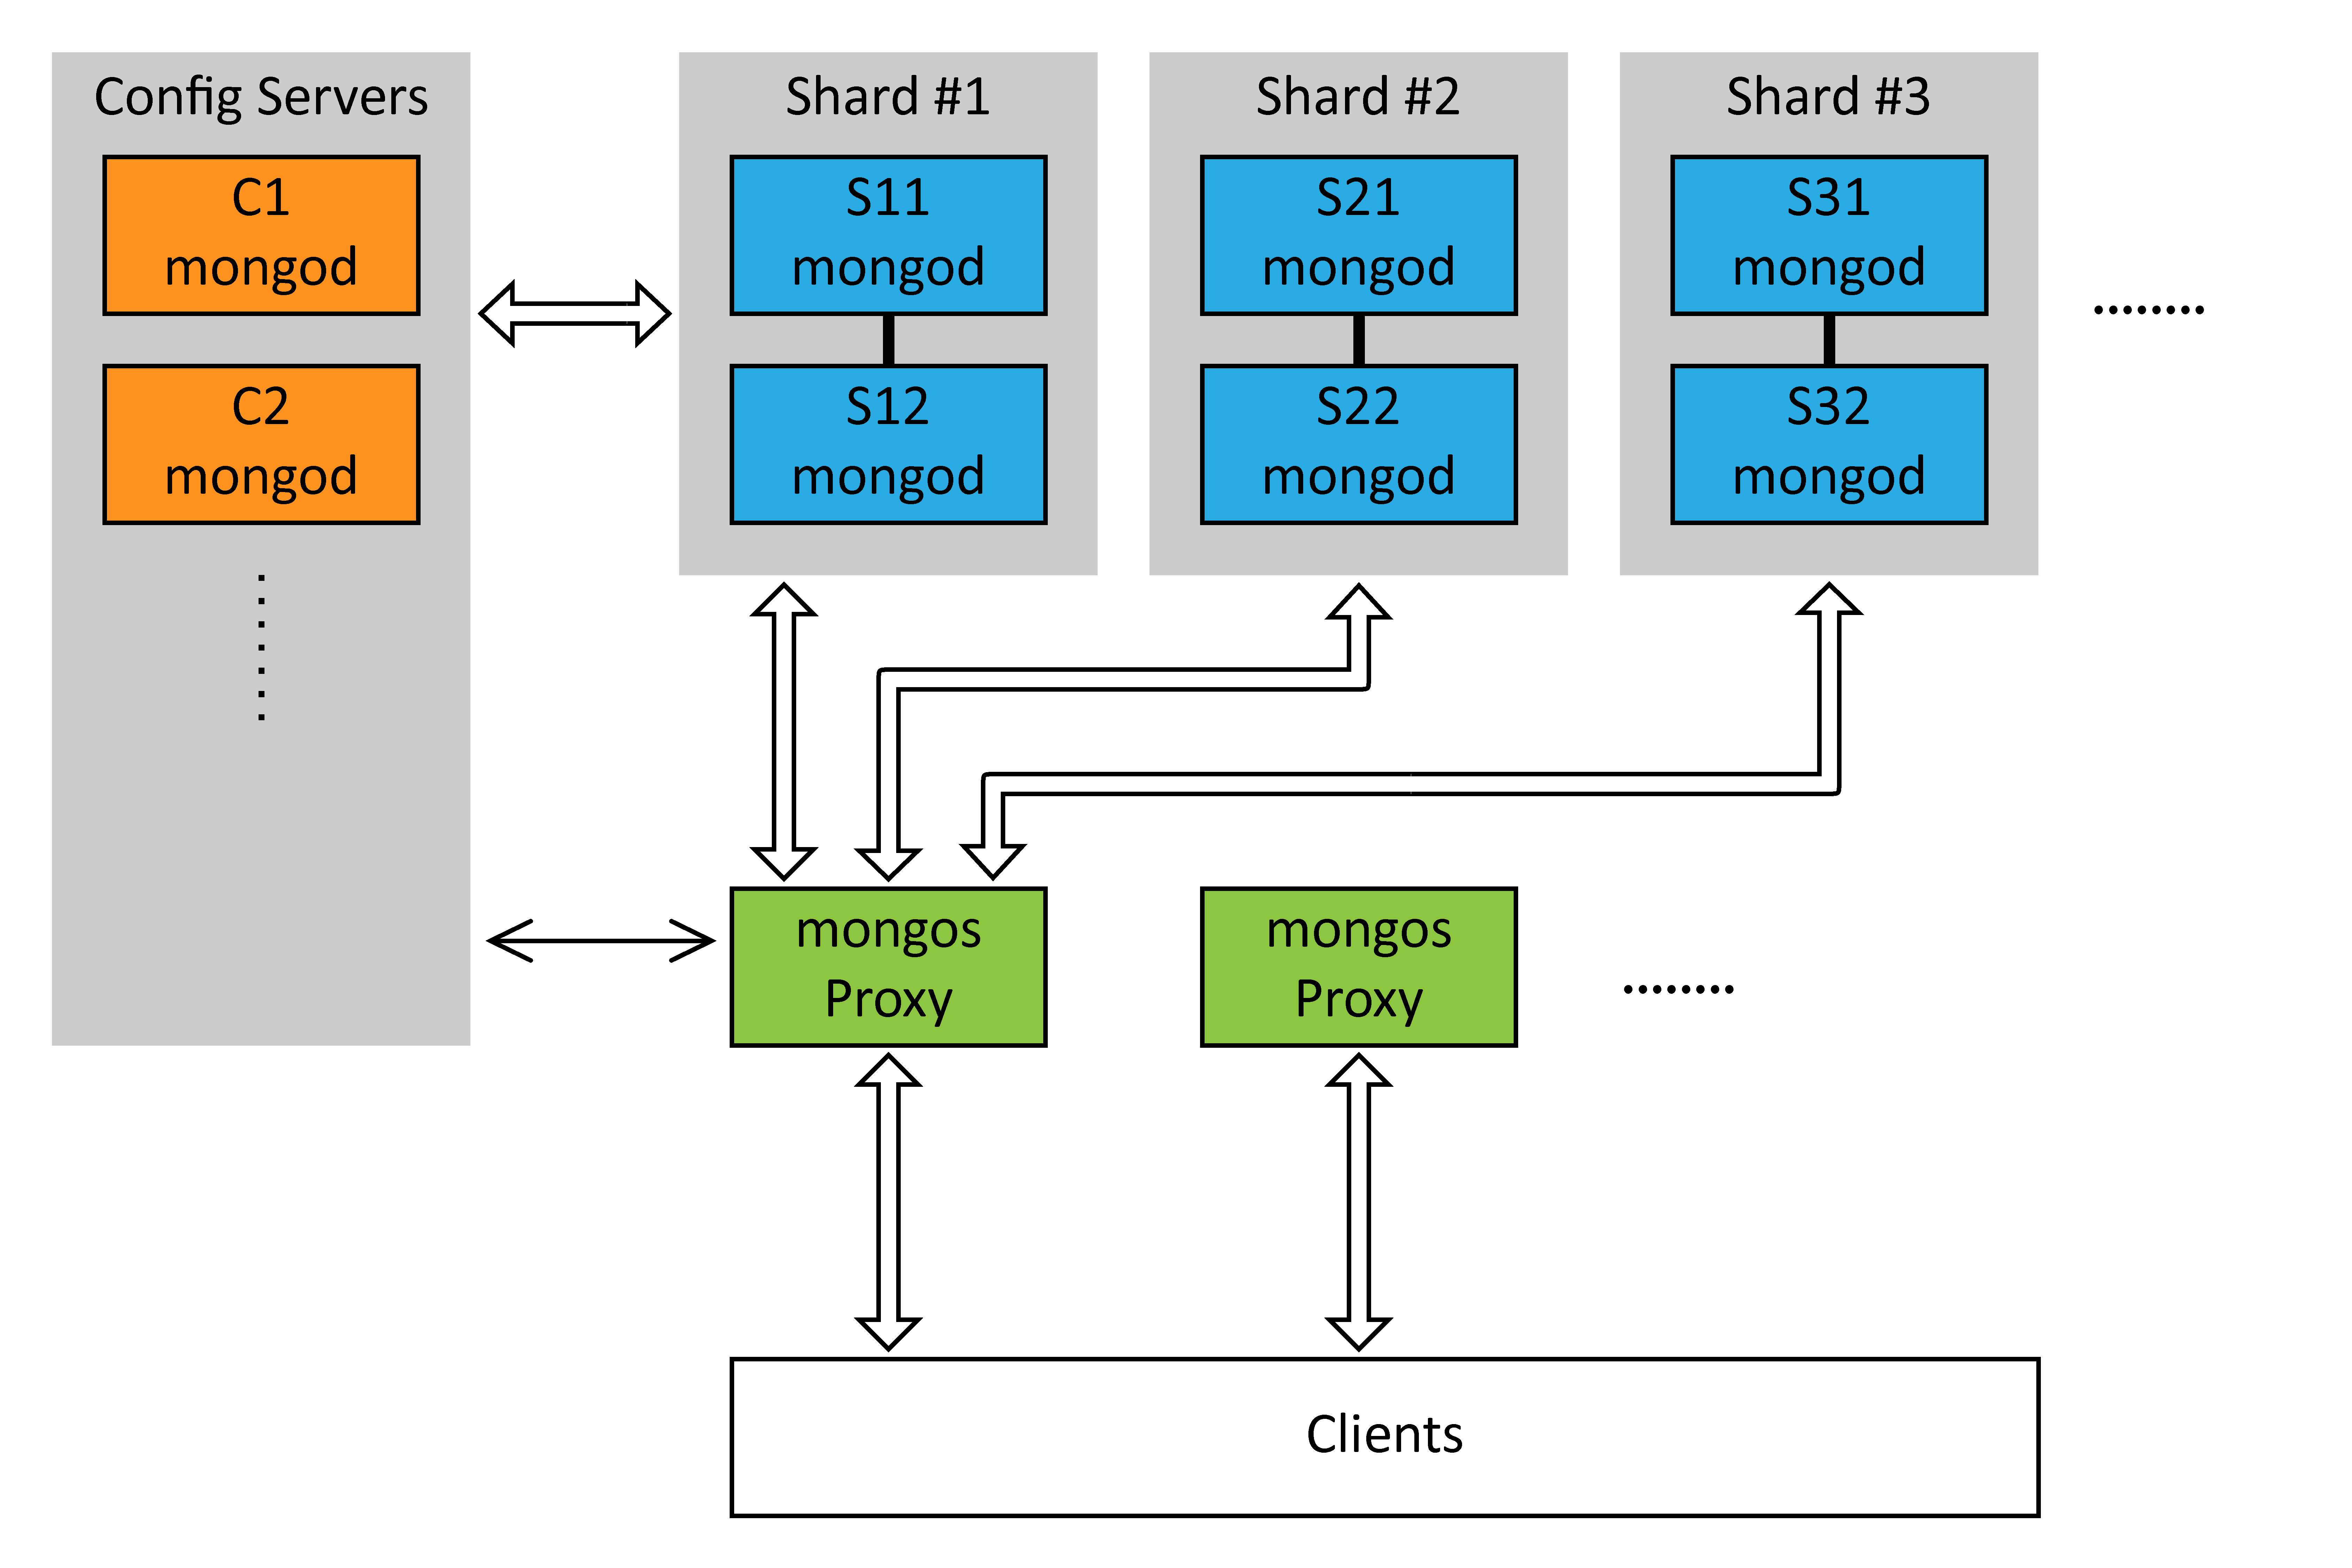 Config Servers
C1
mongod
C2
mongod
Shard #1
S11
mongod
S12
mongod
Shard #2
S21
mongod
S22
mongod
Shard #3
S31
mongod
S32
mongod
mongos
Proxy
mongos
Proxy
Clients